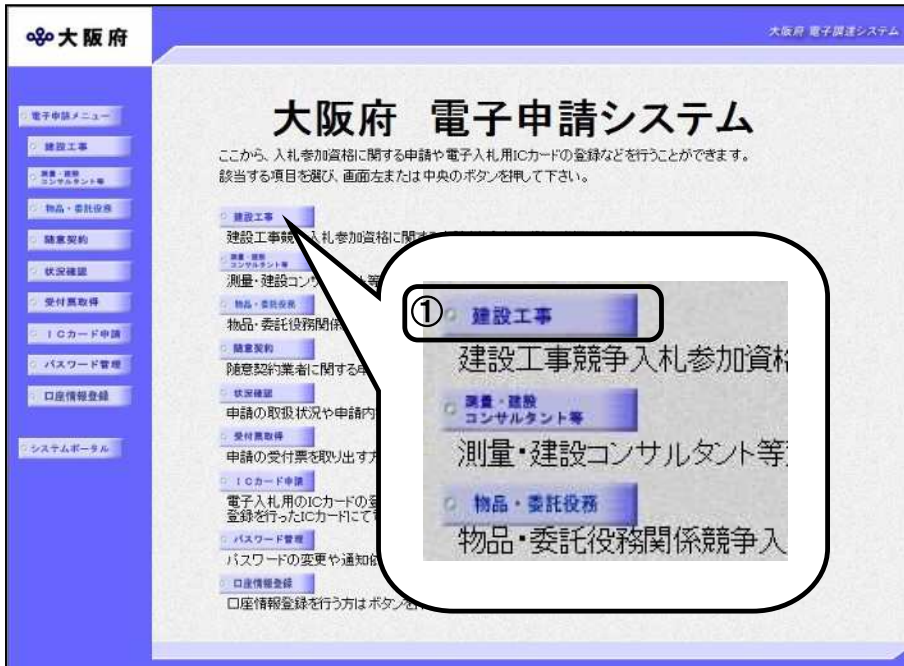 大阪府
大阪府 電子調達システム
電子申請メニュー
建設工事
測量・建設
コンサルタント等
物品・委託役務
随意契約
状況確認
受付票取得
ICカード申請
パスワード管理
口座情報登録
システムポータル
大阪府 電子申請システム
ここから、入札参加資格に関する申請や電子入札用ICカードの登録などを行うことができます。
該当する項目を選び、画面左または中央のボタンを押して下さい。
建設工事
建設工事競 入札参加資格に関
測量・建設
コンサルタント等
測量・建設コンサ
物品・委託役務
物品・委託役務関係
随意契約
随意契約業者に関する
状況確認
申請の取扱状況や申請内
受付票取得
申請の受付票を取り出す方
ICカード申請
電子入札用のICカードの登
登録を行ったICカードにて
パスワード管理
パスワードの変更や通知
口座情報登録
口座情報登録を行う方はボタンを
① 建設工事
建設工事競争入札参加資格
測量・建設
コンサルタント等
測量・建設コンサルタント等
物品・委託役務
物品・委託役務関係競争入